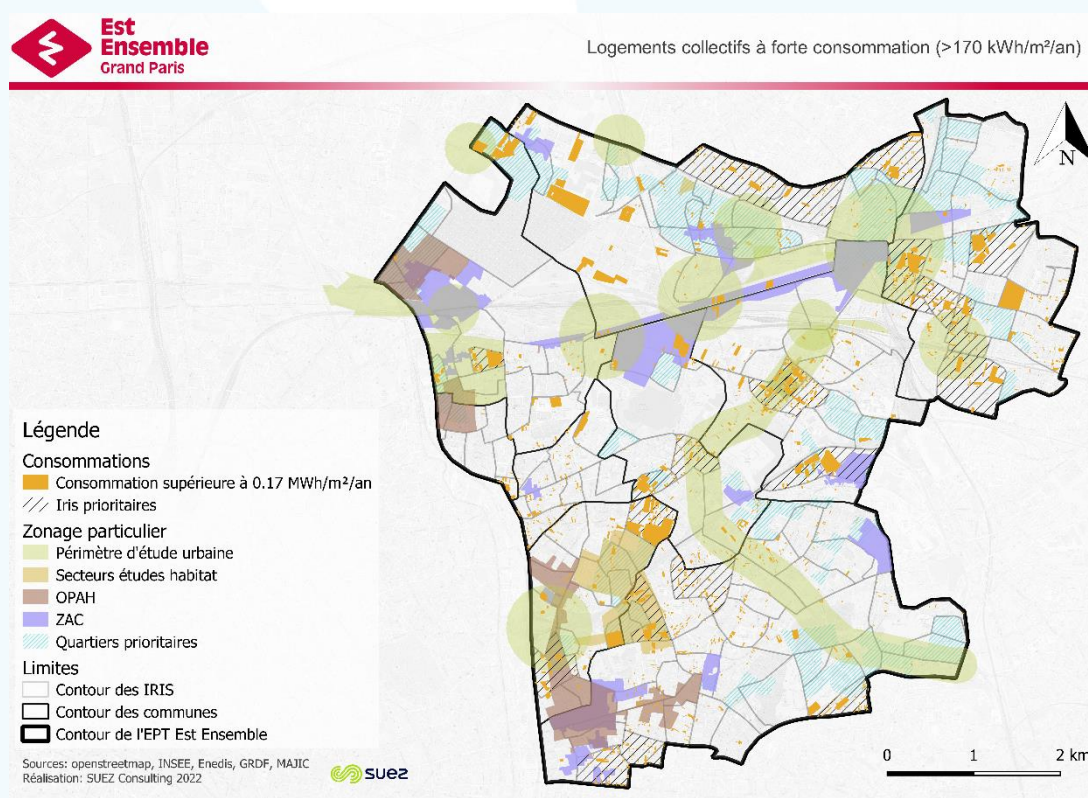 Est
Ensemble
Grand Paris
Logements collectifs à forte consommation (>170 kWh/m²/an)
N
Légende
Consommations
Consommation supérieure à 0.17 MWh/m²/an
Iris prioritaires
Zonage particulier
Périmètre d'étude urbaine
Secteurs études habitat
OPAH
ZAC
Quartiers prioritaires
Limites
Contour des IRIS
Contour des communes
Contour de l'EPT Est Ensemble
Sources: openstreetmap, INSEE, Enedis, GRDF, MAJIC
Réalisation: SUEZ Consulting 2022
suez
0 1 2 km